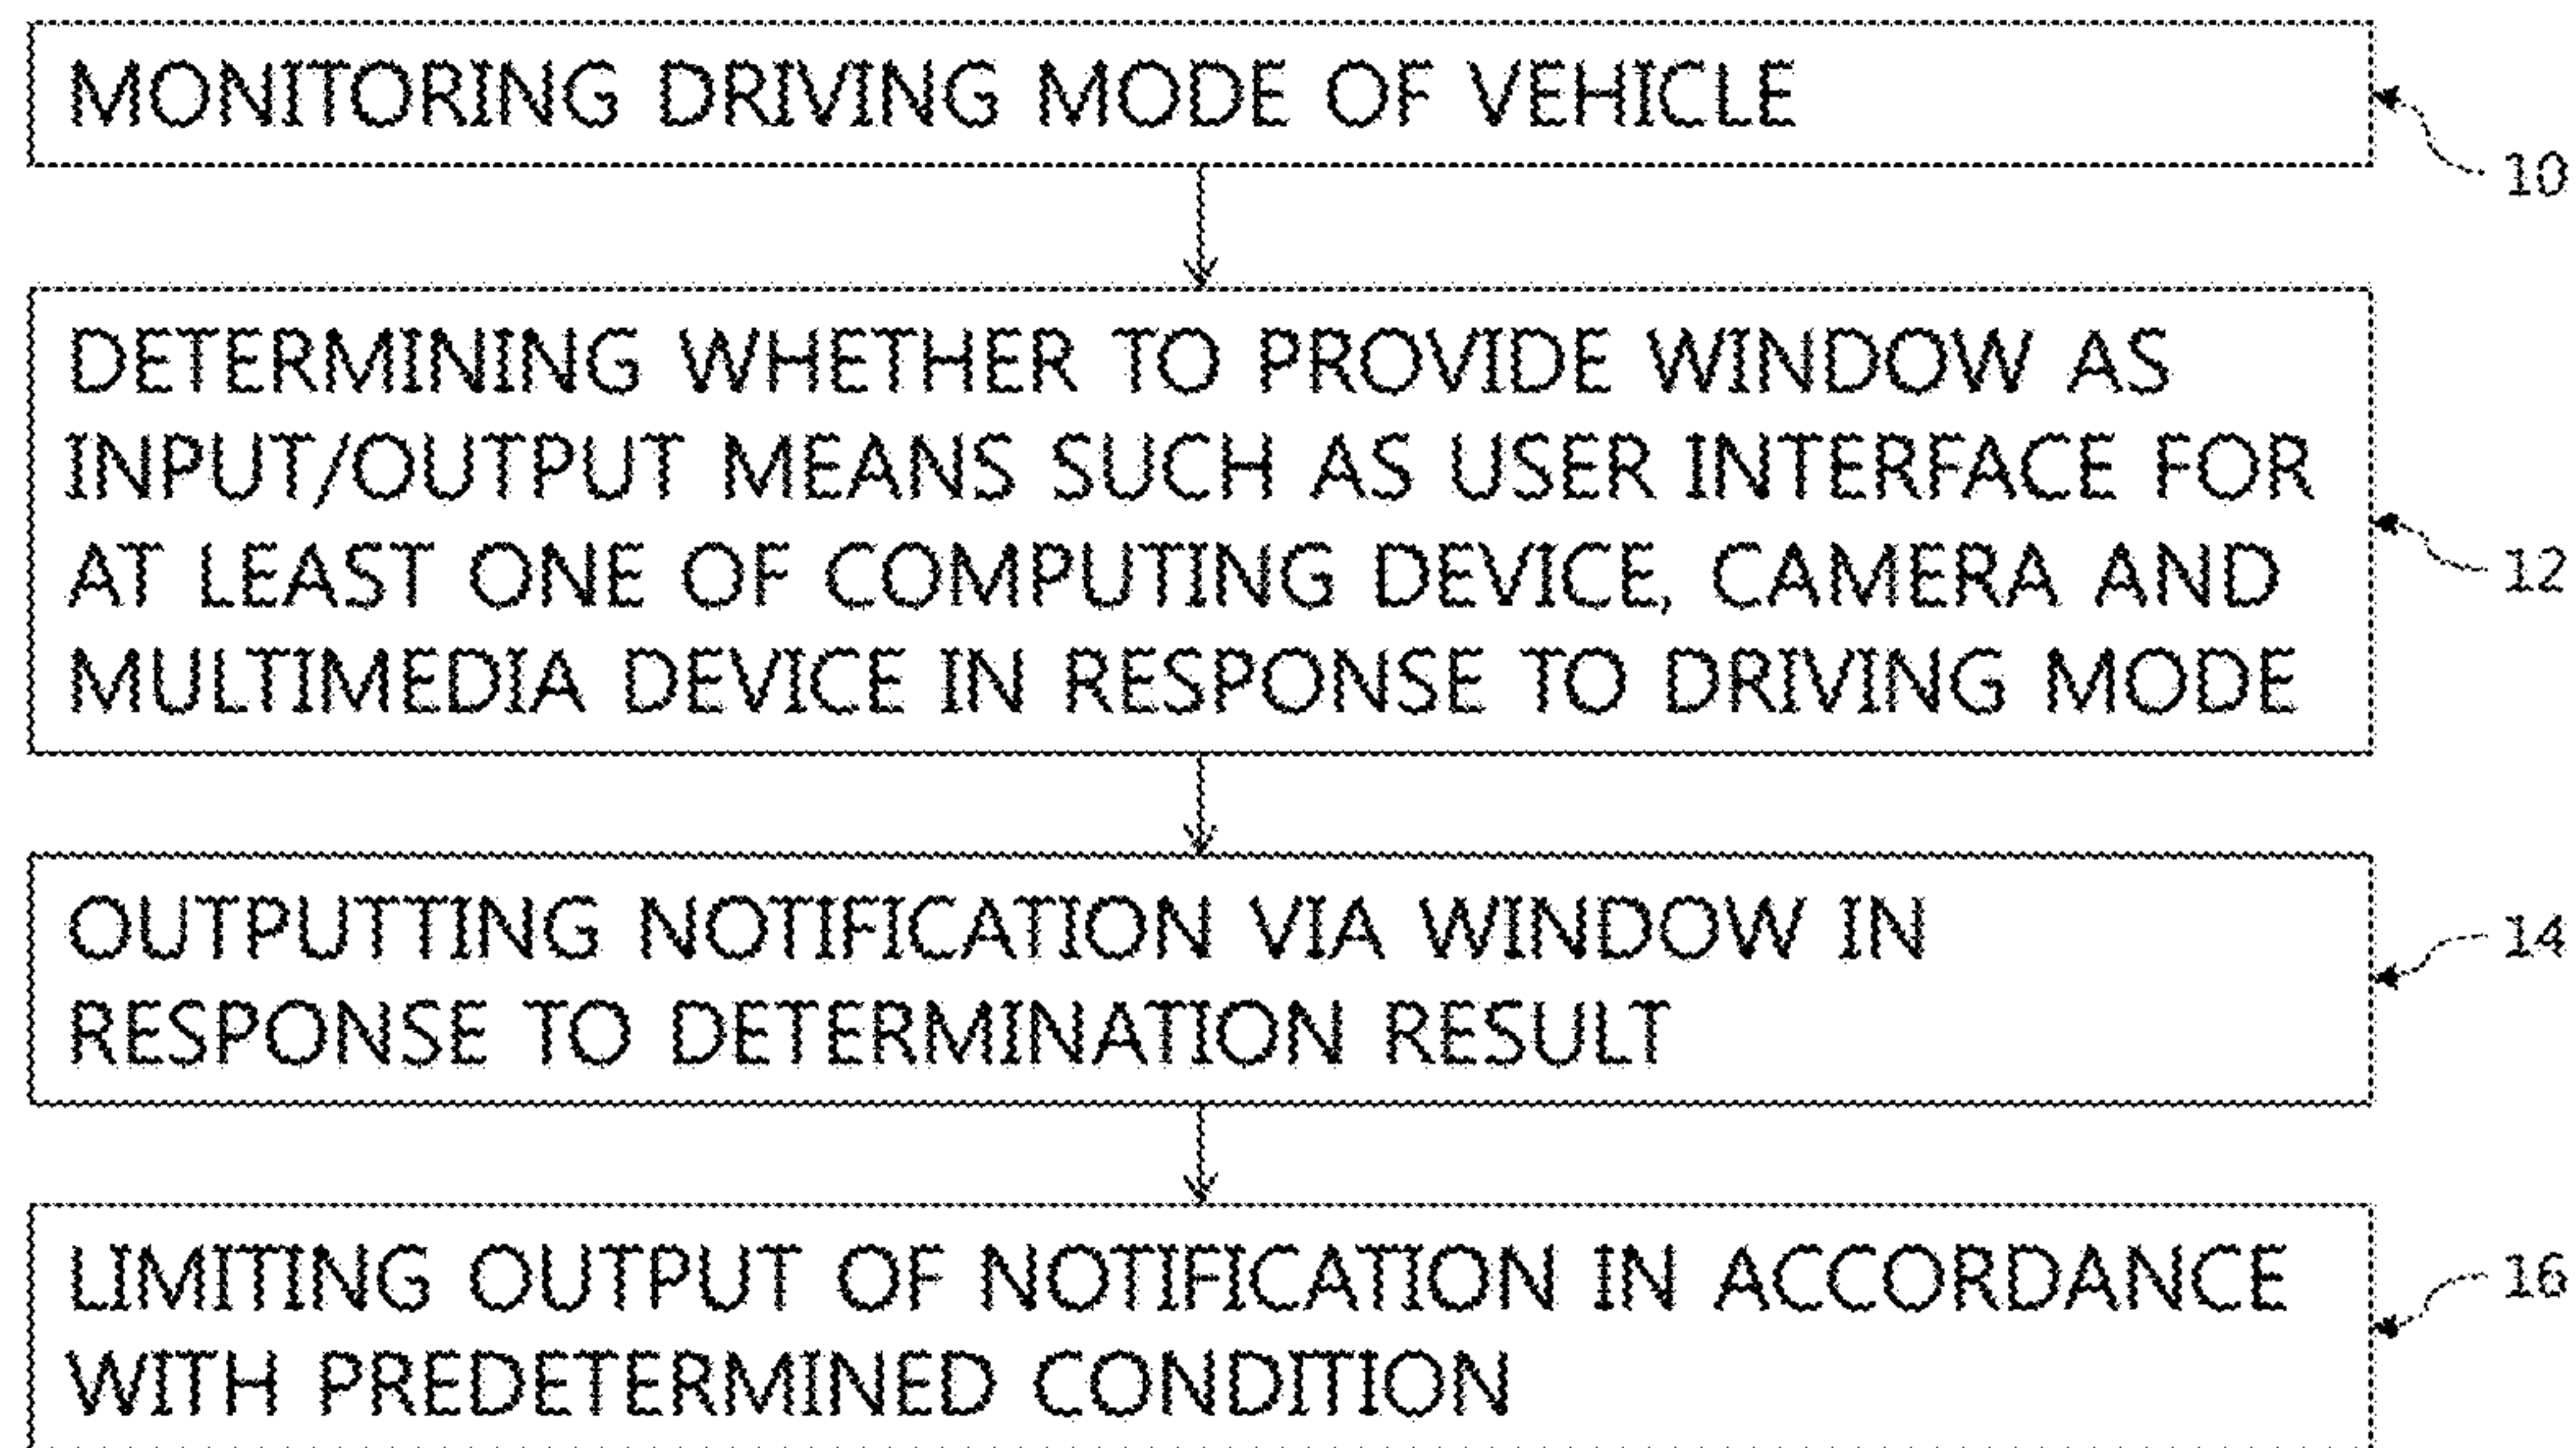 MONITORING DRIVING MODE OF VEHICLE
10
DETERMINING WHETHER TO PROVIDE WINDOW AS
INPUT/OUTPUT MEANS SUCH AS USER INTERFACE FOR
AT LEAST ONE OF COMPUTING DEVICE, CAMERA AND
MULTIMEDIA DEVICE IN RESPONSE TO DRIVING MODE
12
OUTPUTTING NOTIFICATION VIA WINDOW IN
RESPONSE TO DETERMINATION RESULT
14
LIMITING OUTPUT OF NOTIFICATION IN ACCORDANCE
WITH PREDETERMINED CONDITION
16